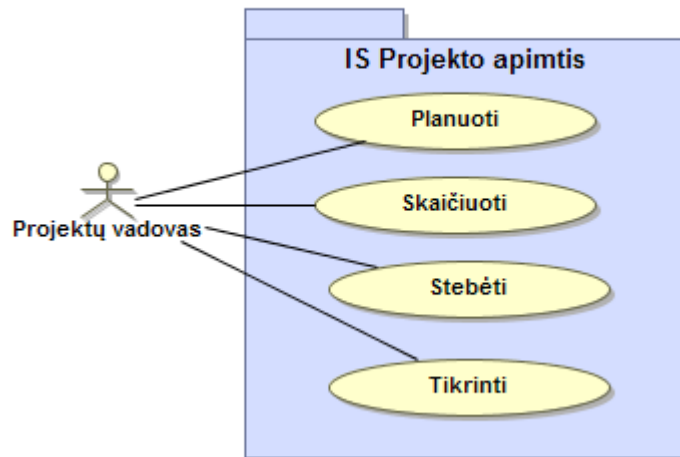 IS Projekto apimtis
Planuoti
Skaičiuoti
Projektų vadovas
Stebėti
Tikrinti